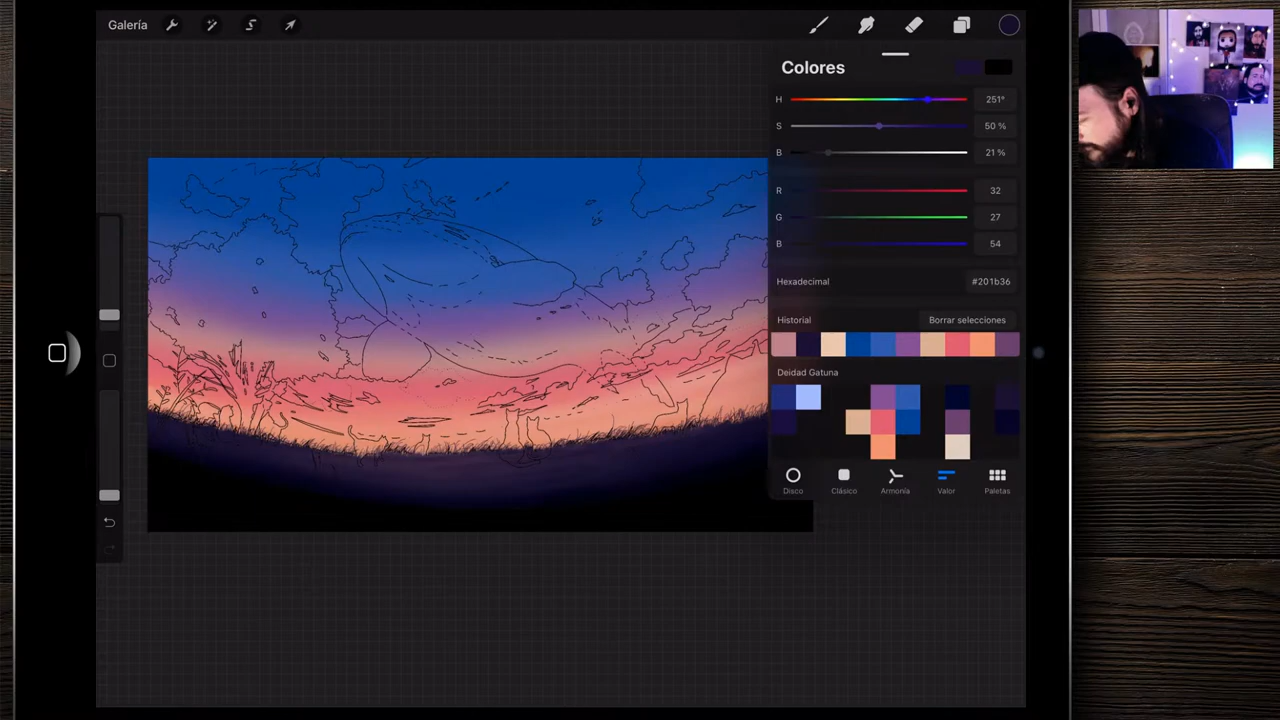 Galería
Colores
H 251°
S 50 %
B 21 %
R 32
G 27
B 54
Hexadecimal #201b36
Historial Borrar selecciones
Deidad Gatuna
Disco Clásico Armonía Valor Paletas